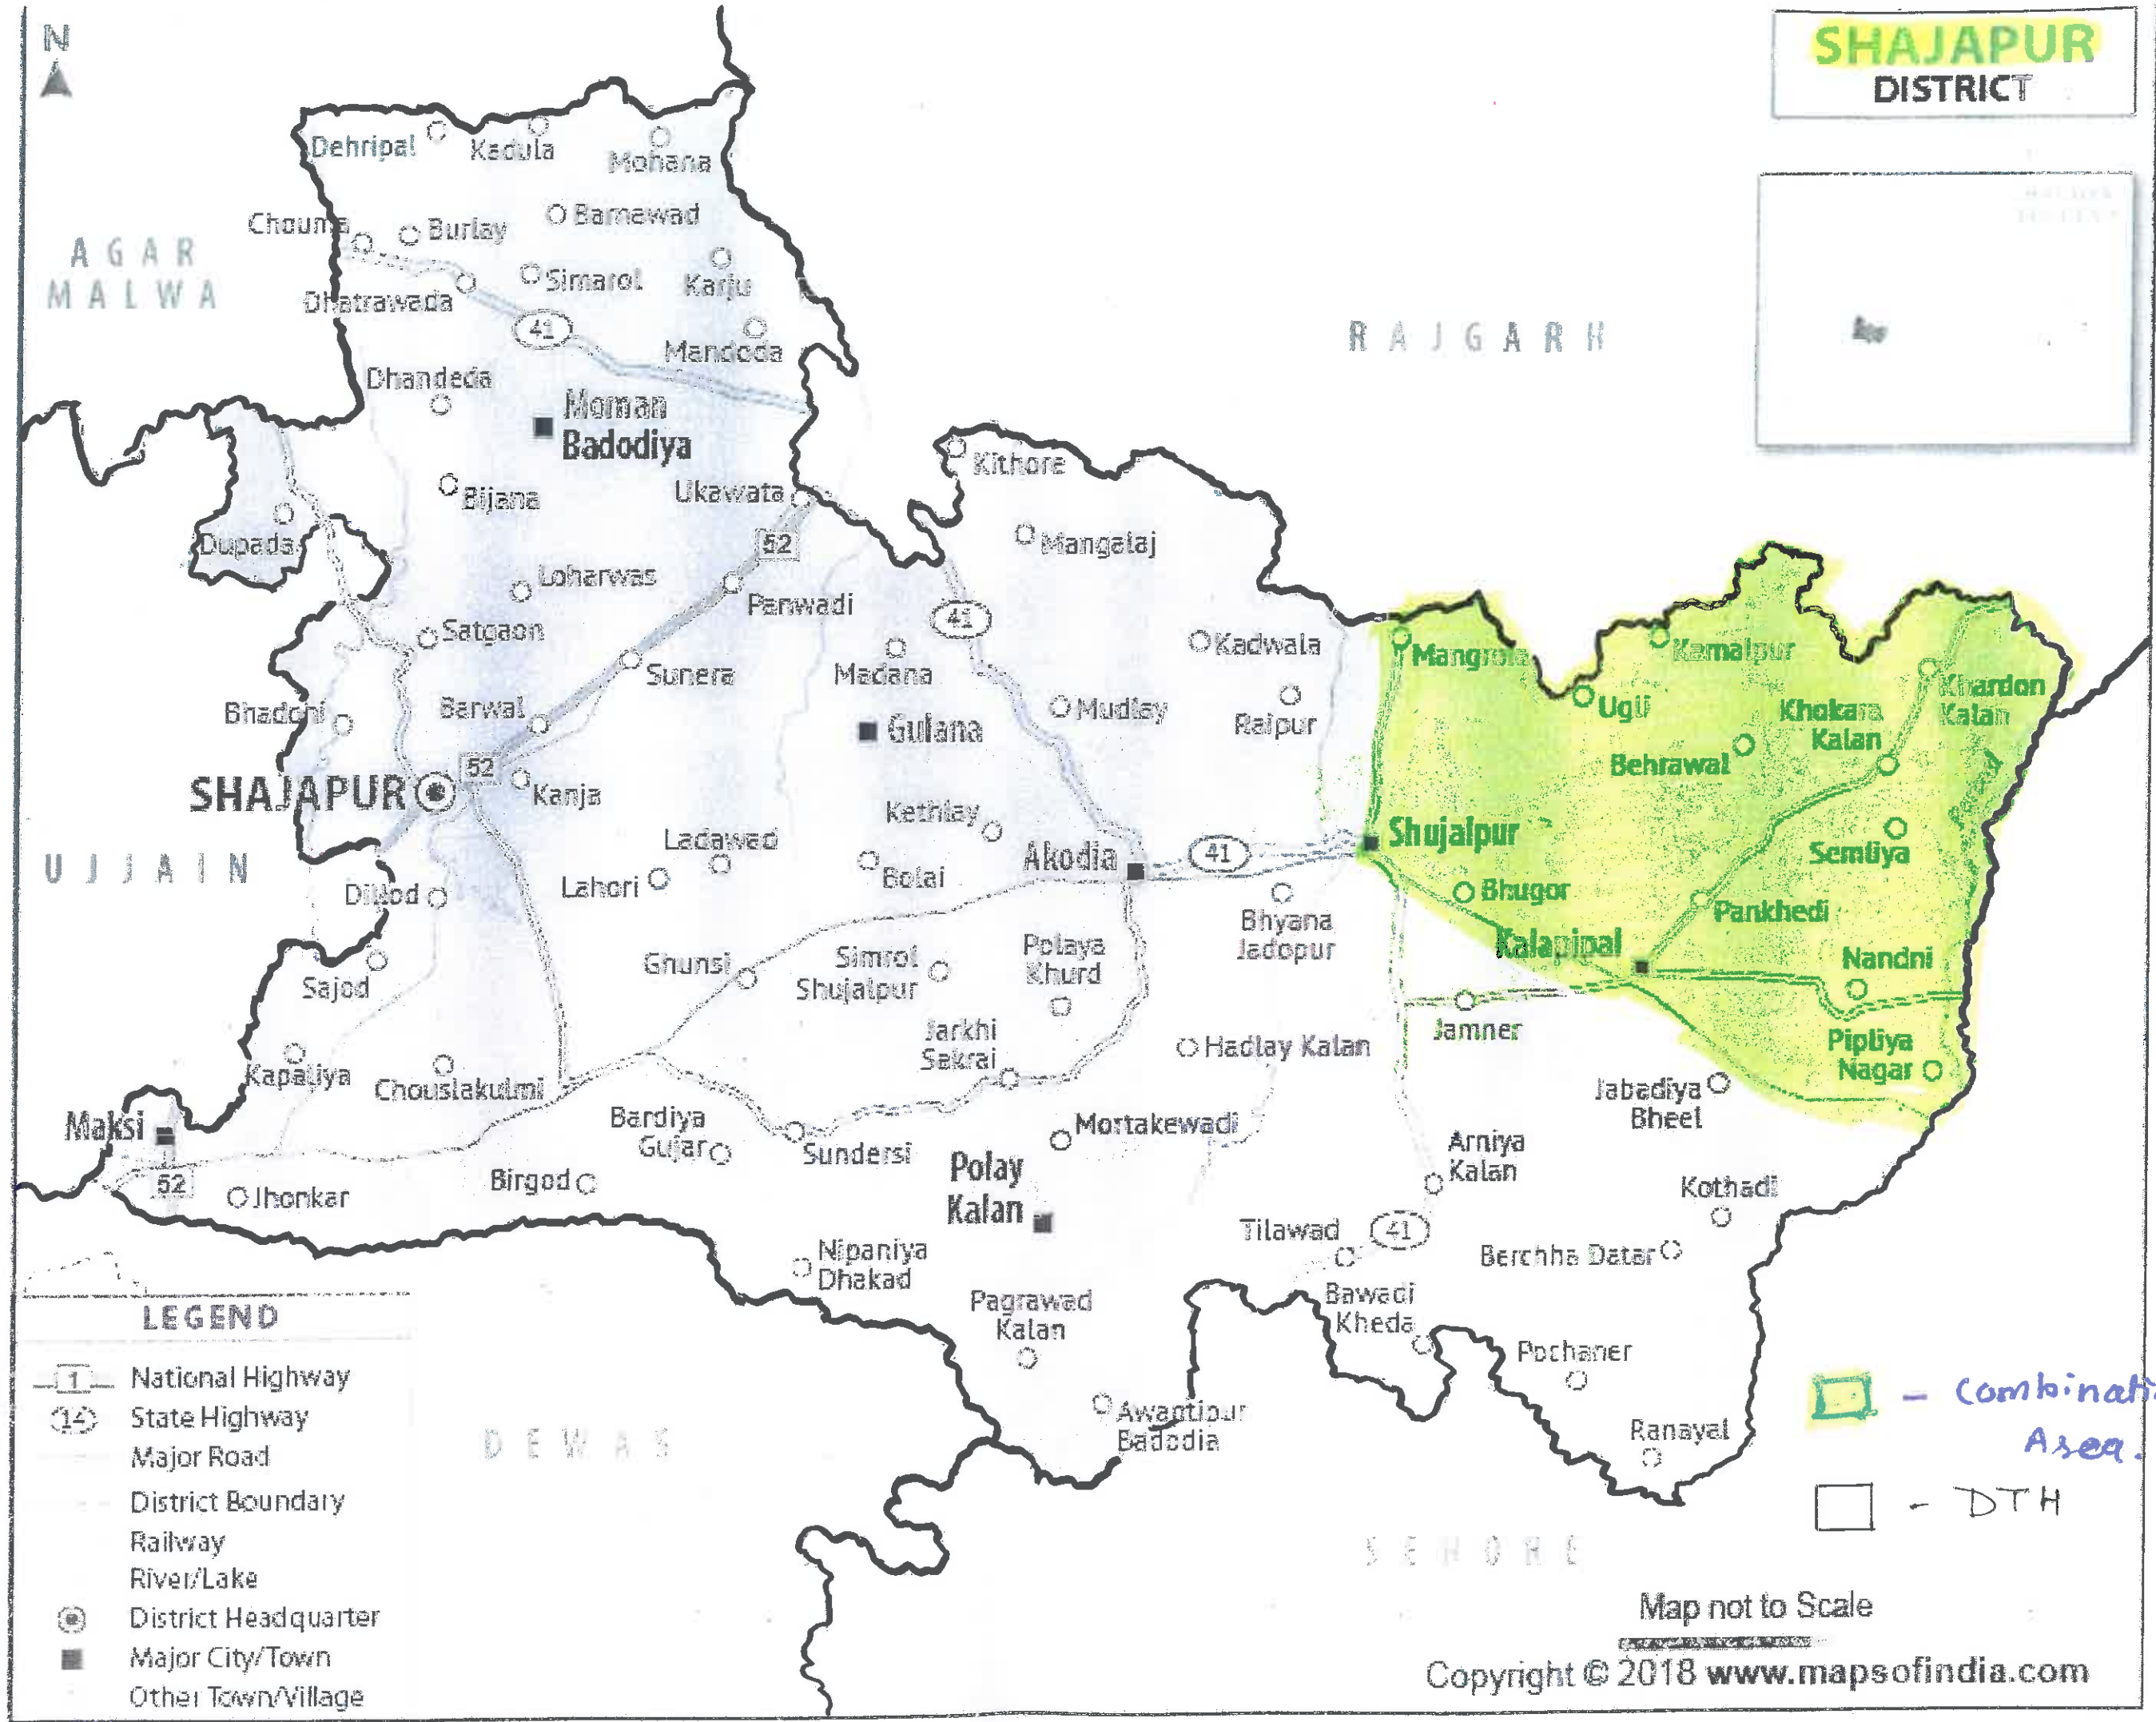 N
SHAJAPUR
DISTRICT
Dehripal
Kadula
Mohana
Chouma
Burlay
Barnawad
AGAR
MALWA
Simarol
Karju
Dhatrawada
41
RAJGARH
Mandoda
Dhandeda
Moman
Badodiya
Kithore
Bijana
Ukawata
Dupada
52
Mangalaj
Loharwas
Panwadi
41
Satgaon
Kadwala
Mangrola
Kamalpur
Sunera
Madana
Khardon
Kalan
Bhadoni
Barwal
Mudlay
Raipur
Ugli
Khokara
Kalan
Gulana
Behrawal
52
SHAJAPUR
Kanja
Kethlay
Shujalpur
Ladawad
Akodia
41
Semliya
UJJAIN
Lahori
Bolai
Dillod
Bhugor
Bhyana
Jadopur
Pankhedi
Kalapipal
Ghunsi
Simrol
Shujalpur
Polaya
Khurd
Nandni
Sajod
Jamner
Jarkhi
Sakrai
Hadlay Kalan
Pipliya
Nagar
Kapaliya
Chouslakulmi
Jabadiya
Bheel
Maksi
Bardiya
Gujar
Sundersi
Mortakewadi
Arniya
Kalan
52
Jhonkar
Birgod
Polay
Kalan
Kothadi
Tilawad
41
Berchha Datar
Nipaniya
Dhakad
Pagrawad
Kalan
Bawadi
Kheda
Pochaner
Awantipur
Badodia
Ranayal
DEWAS
SEHORE
LEGEND
1 National Highway
14 State Highway
Major Road
District Boundary
Railway
River/Lake
District Headquarter
Major City/Town
Other Town/Village
- Combinati
Area.
- DTH
Map not to Scale
Copyright © 2018 www.mapsofindia.com